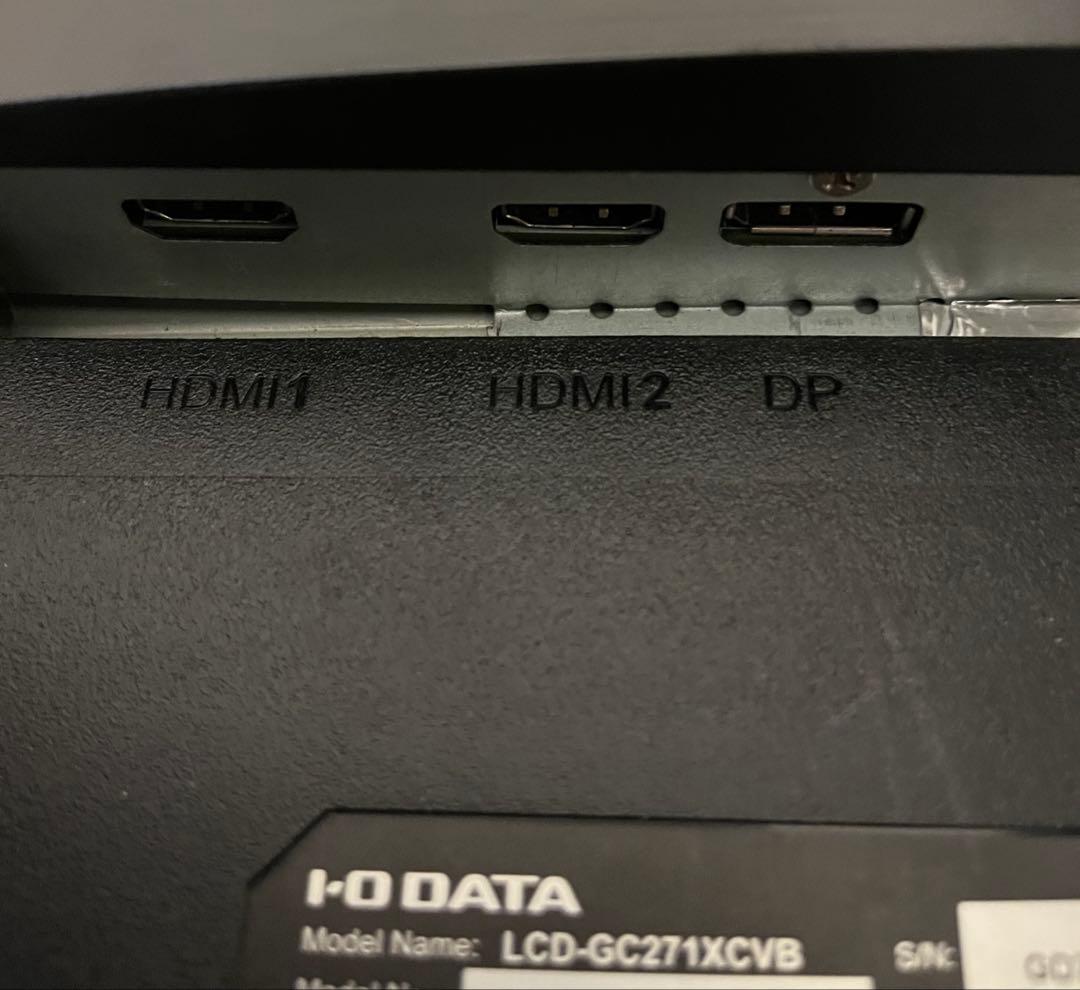 HDMI1 HDMI2 DP
I-O DATA
Model Name: LCD-GC271XCVB S/N: